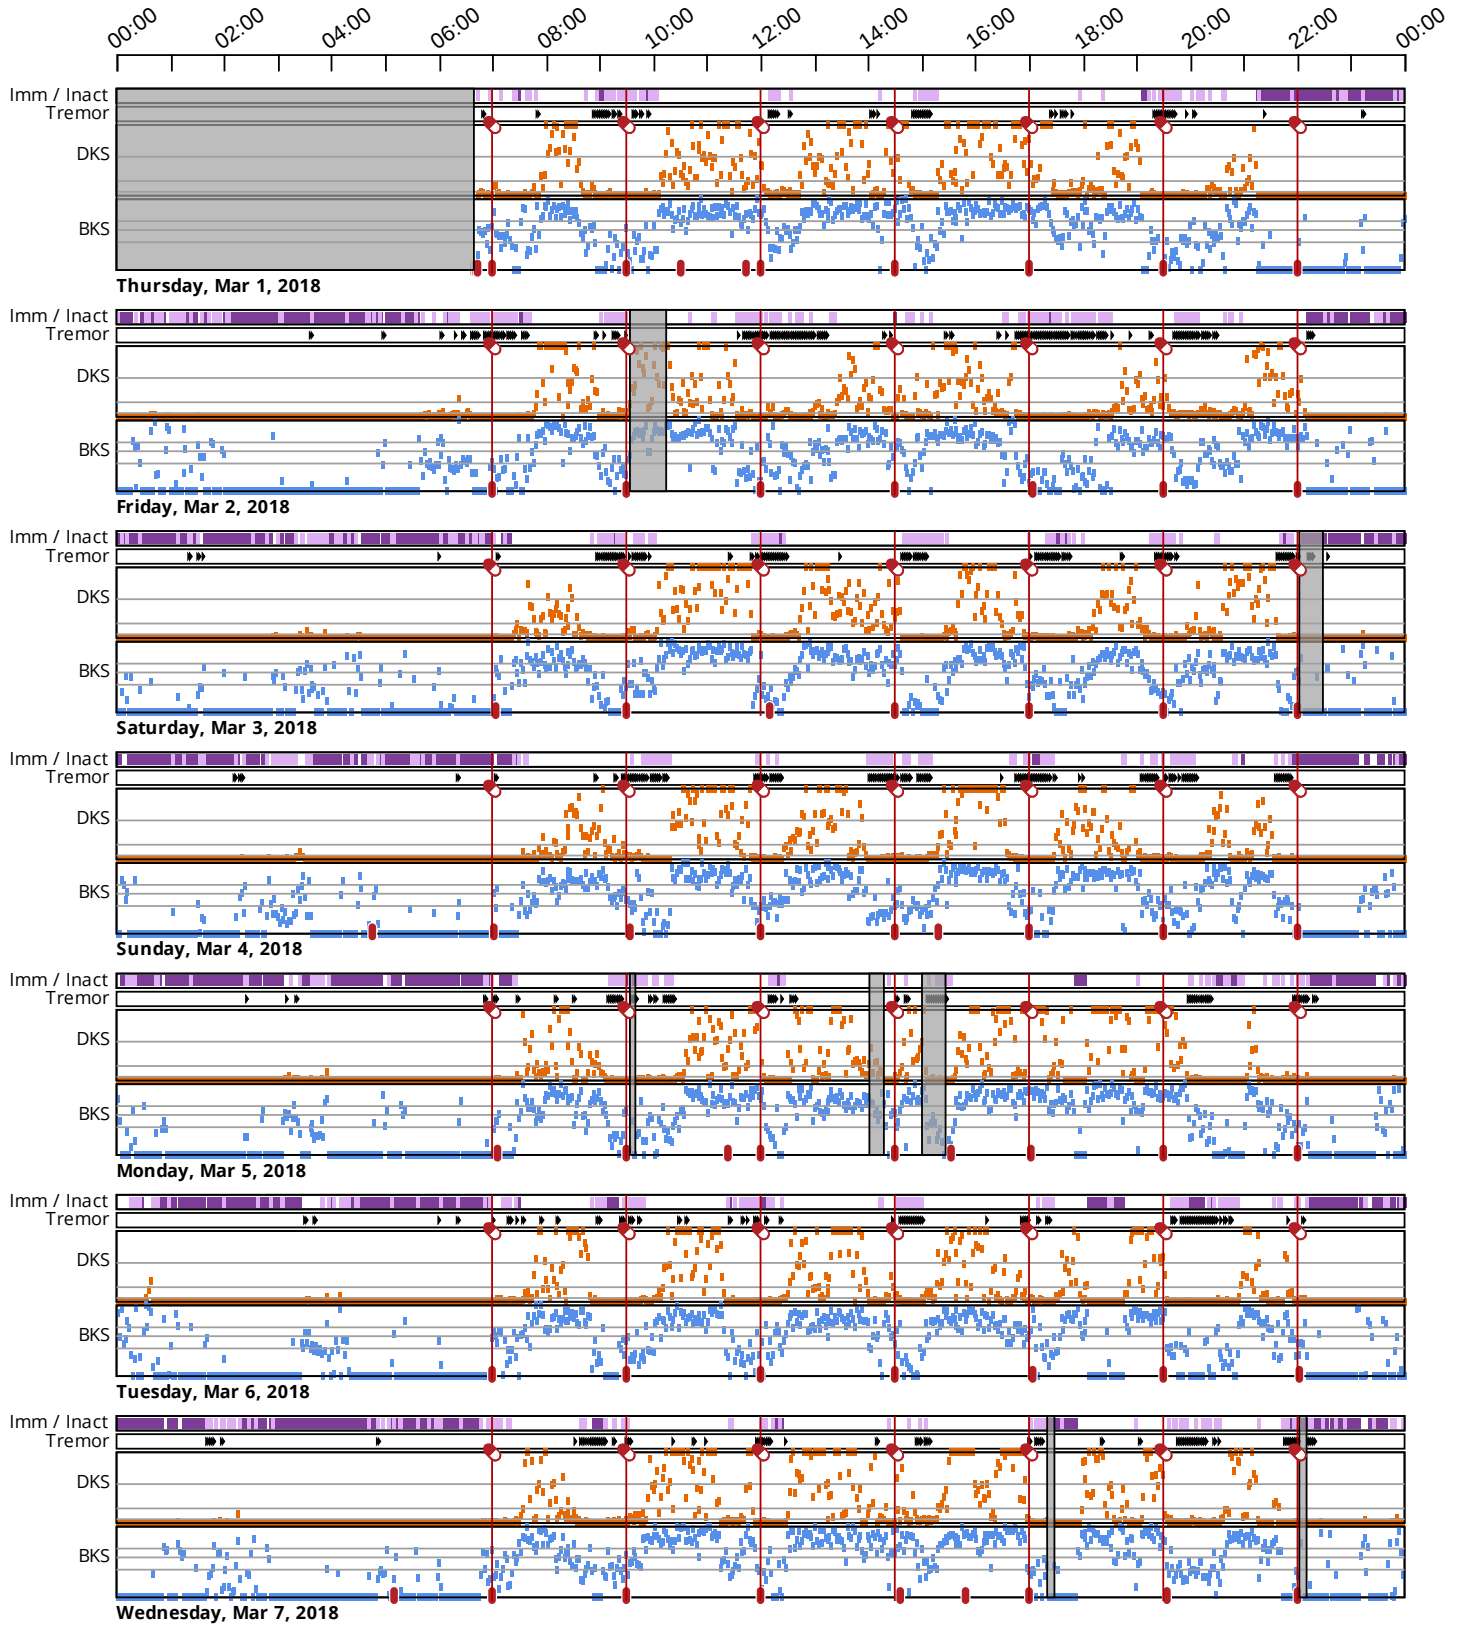 00:00 02:00 04:00 06:00 08:00 10:00 12:00 14:00 16:00 18:00 20:00 22:00 00:00
Imm / Inact
Tremor
DKS
BKS
Thursday, Mar 1, 2018
Imm / Inact
Tremor
DKS
BKS
Friday, Mar 2, 2018
Imm / Inact
Tremor
DKS
BKS
Saturday, Mar 3, 2018
Imm / Inact
Tremor
DKS
BKS
Sunday, Mar 4, 2018
Imm / Inact
Tremor
DKS
BKS
Monday, Mar 5, 2018
Imm / Inact
Tremor
DKS
BKS
Tuesday, Mar 6, 2018
Imm / Inact
Tremor
DKS
BKS
Wednesday, Mar 7, 2018